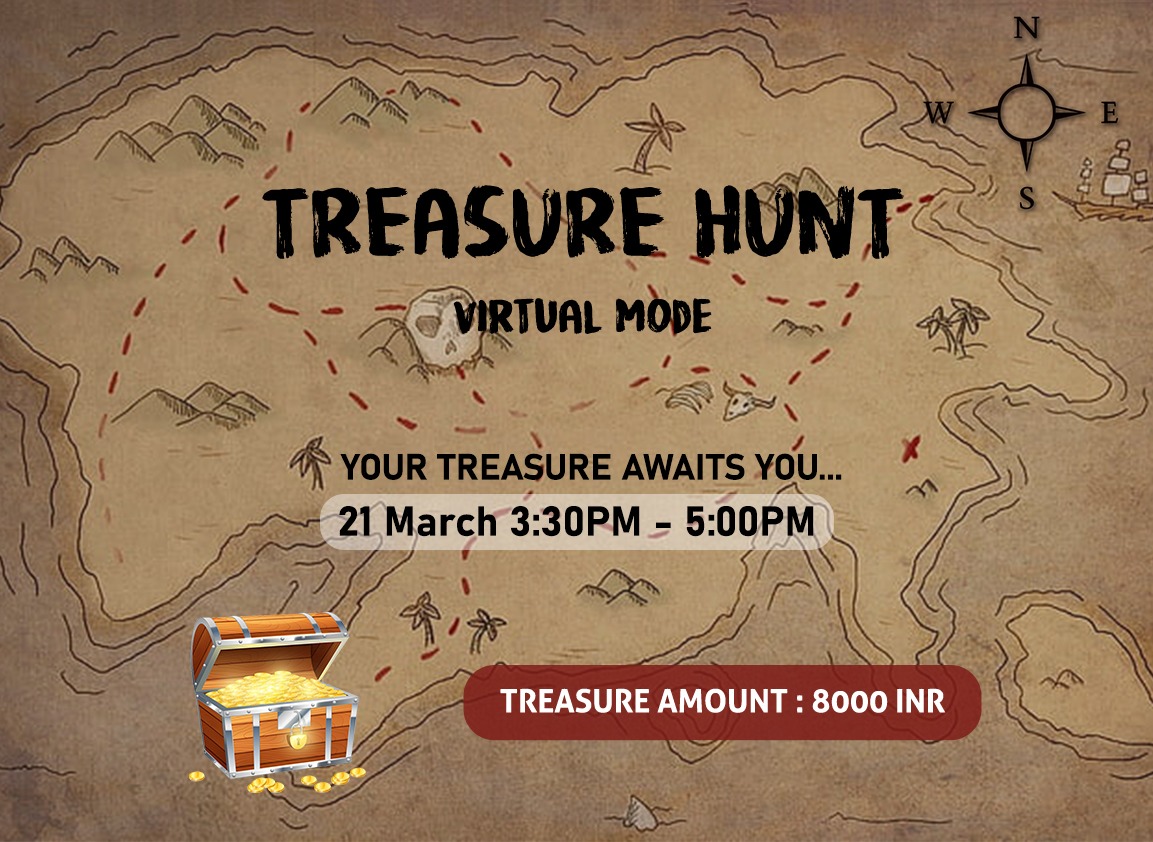 N
W E
S
TREASURE HUNT
VIRTUAL MODE
YOUR TREASURE AWAITS YOU...
21 March 3:30PM - 5:00PM
TREASURE AMOUNT : 8000 INR